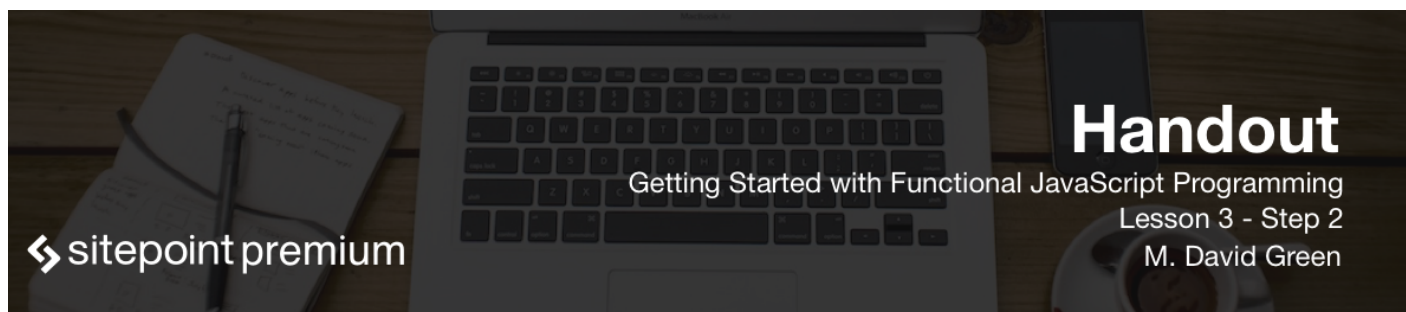 Handout
Getting Started with Functional JavaScript Programming
Lesson 3 - Step 2
M. David Green
sitepoint premium